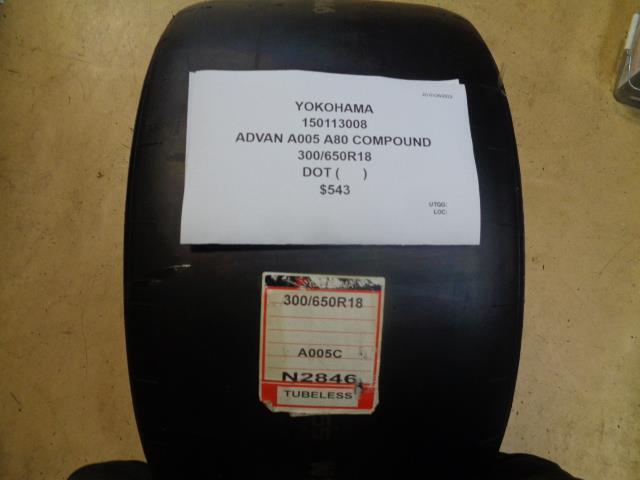 YOKOHAMA
150113008
ADVAN A005 A80 COMPOUND
300/650R18
DOT (      )
$543
UTQG:
LOC:
300/650R18
A005C
N2846
TUBELESS